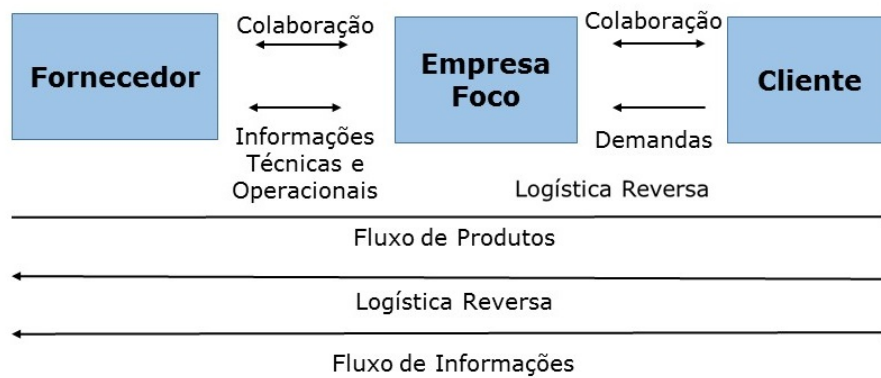 Colaboração
Colaboração
Fornecedor
Empresa
Foco
Cliente
Informações
Técnicas e
Operacionais
Demandas
Logística Reversa
Fluxo de Produtos
Logística Reversa
Fluxo de Informações